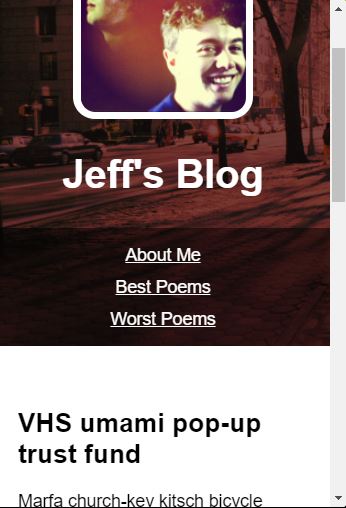 Jeff's Blog
About Me
Best Poems
Worst Poems
VHS umami pop-up
trust fund
Marfa church-key kitsch bicycle